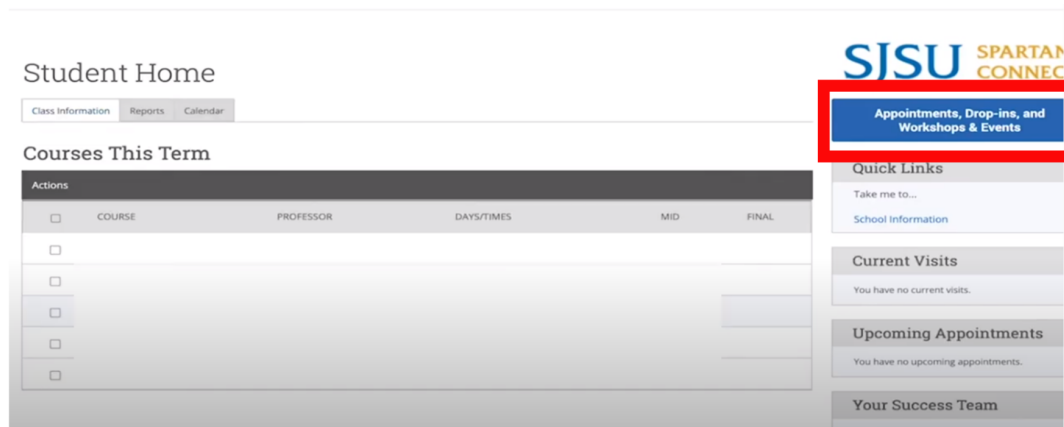 Student Home
Class Information Reports Calendar
Courses This Term
Actions
COURSE PROFESSOR DAYS/TIMES MID FINAL
SJSU SPARTAN
CONNEC
Appointments, Drop-ins, and
Workshops & Events
Quick Links
Take me to...
School Information
Current Visits
You have no current visits.
Upcoming Appointments
You have no upcoming appointments.
Your Success Team